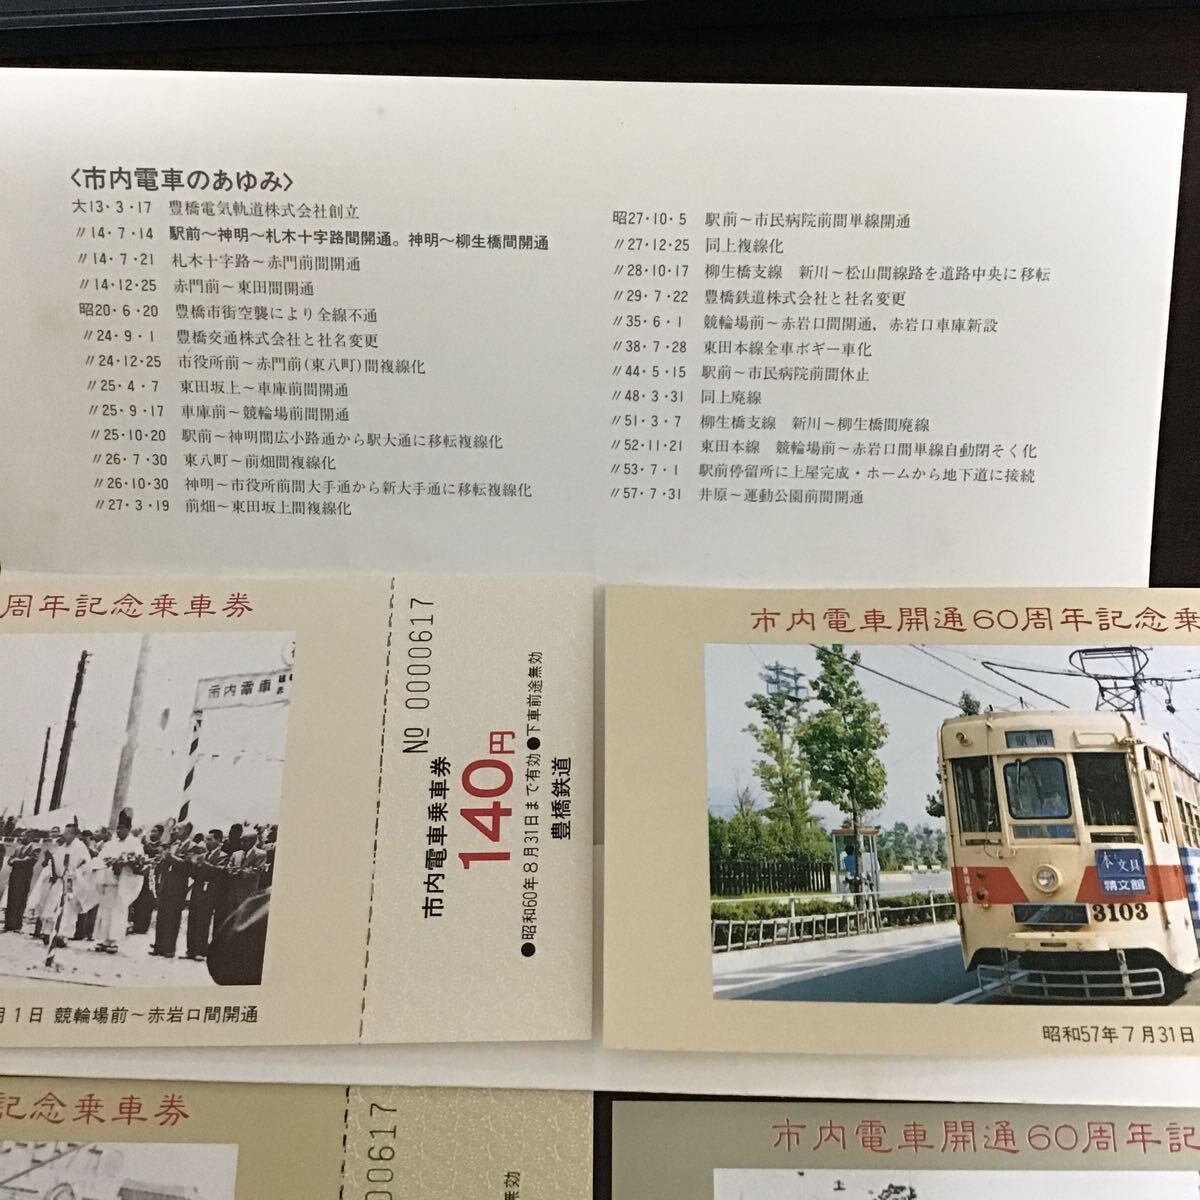 〈市内電車のあゆみ〉
大13・3・17 豊橋電気軌道株式会社創立
〃14・7・14 駅前～神明～札木十字路間開通。神明～柳生橋間開通
〃14・7・21 札木十字路～赤門前間開通
〃14・12・25 赤門前～東田間開通
昭20・6・20 豊橋市街空襲により全線不通
〃24・9・1 豊橋交通株式会社と社名変更
〃24・12・25 市役所前～赤門前(東八町)間複線化
〃25・4・7 東田坂上～車庫前間開通
〃25・9・17 車庫前～競輪場前間開通
〃25・10・20 駅前～神明間広小路通から駅大通に移転複線化
〃26・7・30 東八町～前畑間複線化
〃26・10・30 神明～市役所前間大手通から新大手通に移転複線化
〃27・3・19 前畑～東田坂上間複線化
昭27・10・5 駅前～市民病院前間単線開通
〃27・12・25 同上複線化
〃28・10・17 柳生橋支線 新川～松山間線路を道路中央に移転
〃29・7・22 豊橋鉄道株式会社と社名変更
〃35・6・1 競輪場前～赤岩口間開通，赤岩口車庫新設
〃38・7・28 東田本線全車ボギー車化
〃44・5・15 駅前～市民病院前間休止
〃48・3・31 同上廃線
〃51・3・7 柳生橋支線 新川～柳生橋間廃線
〃52・11・21 東田本線 競輪場前～赤岩口間単線自動閉そく化
〃53・7・1 駅前停留所に上屋完成・ホームから地下道に接続
〃57・7・31 井原～運動公園前間開通
周年記念乗車券
市内電車
月1日 競輪場前～赤岩口間開通
№ 000617
市内電車乗車券
140円
●昭和60年8月31日まで有効●下車前途無効
豊橋鉄道
市内電車開通60周年記念乗
駅前
本と文具
精文館
3103
昭和57年7月31日
記念乗車券
000617
無効
市内電車開通60周年記